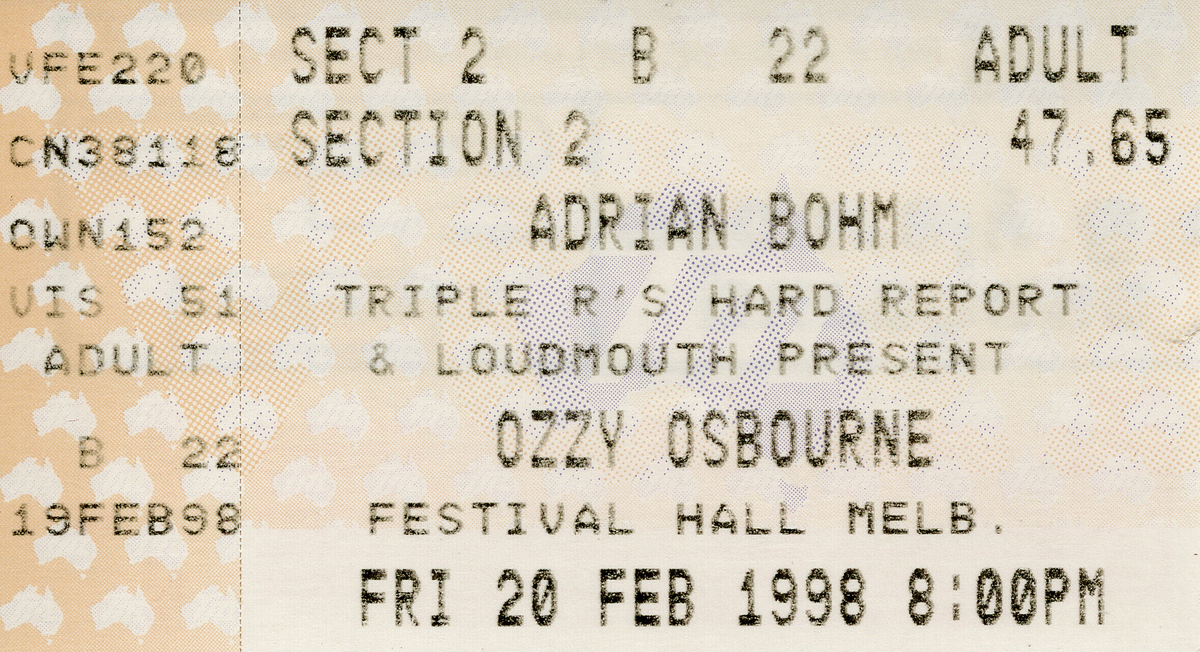 VFE220
CN38118
OWN152
VIS 51
ADULT
B 22
19FEB98
SECT 2 B 22 ADULT
SECTION 2 47.65
ADRIAN BOHM
TRIPLE R'S HARD REPORT
& LOUDMOUTH PRESENT
OZZY OSBOURNE
FESTIVAL HALL MELB.
FRI 20 FEB 1998 8:00PM